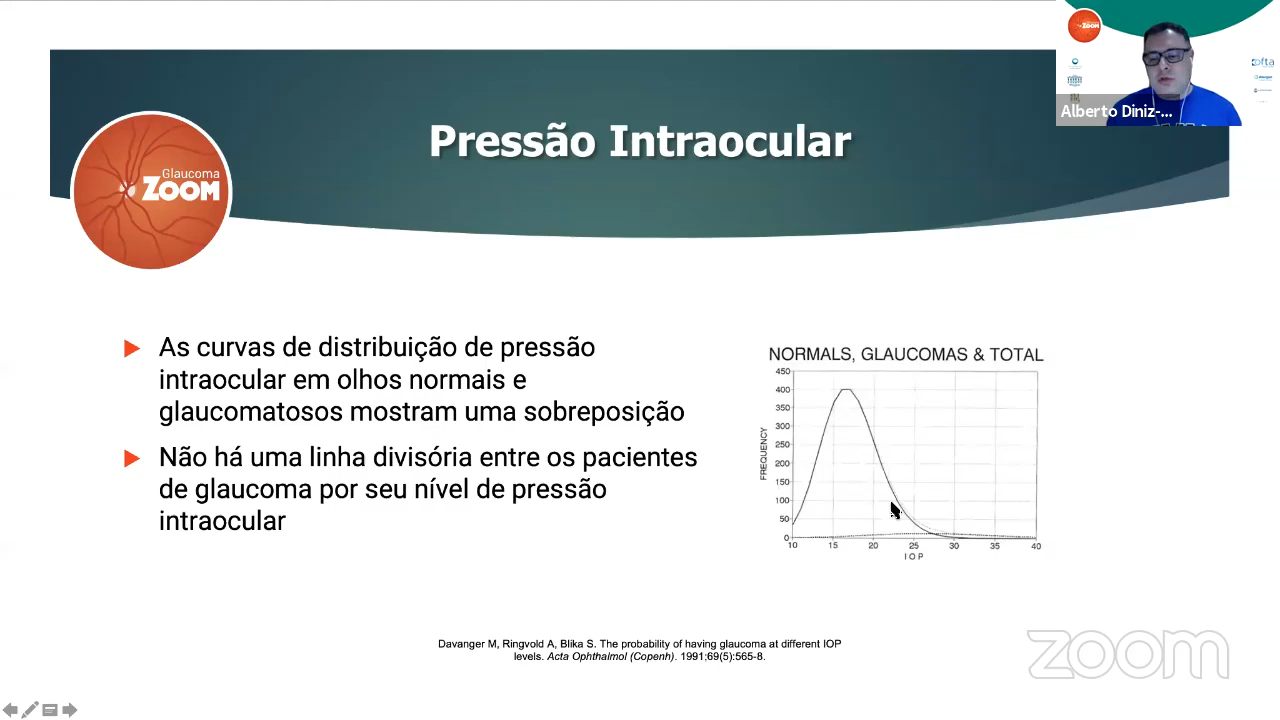 Pressão Intraocular
Glaucoma
ZOOM
Alberto Diniz-...
ofta
As curvas de distribuição de pressão
intraocular em olhos normais e
glaucomatosos mostram uma sobreposição
Não há uma linha divisória entre os pacientes
de glaucoma por seu nível de pressão
intraocular
NORMALS, GLAUCOMAS & TOTAL
FREQUENCY
450
400
350
300
250
200
150
100
50
0
10 15 20 25 30 35 40
I O P
Davanger M, Ringvold A, Blika S. The probability of having glaucoma at different IOP
levels. Acta Ophthalmol (Copenh). 1991;69(5):565-8.
zoom